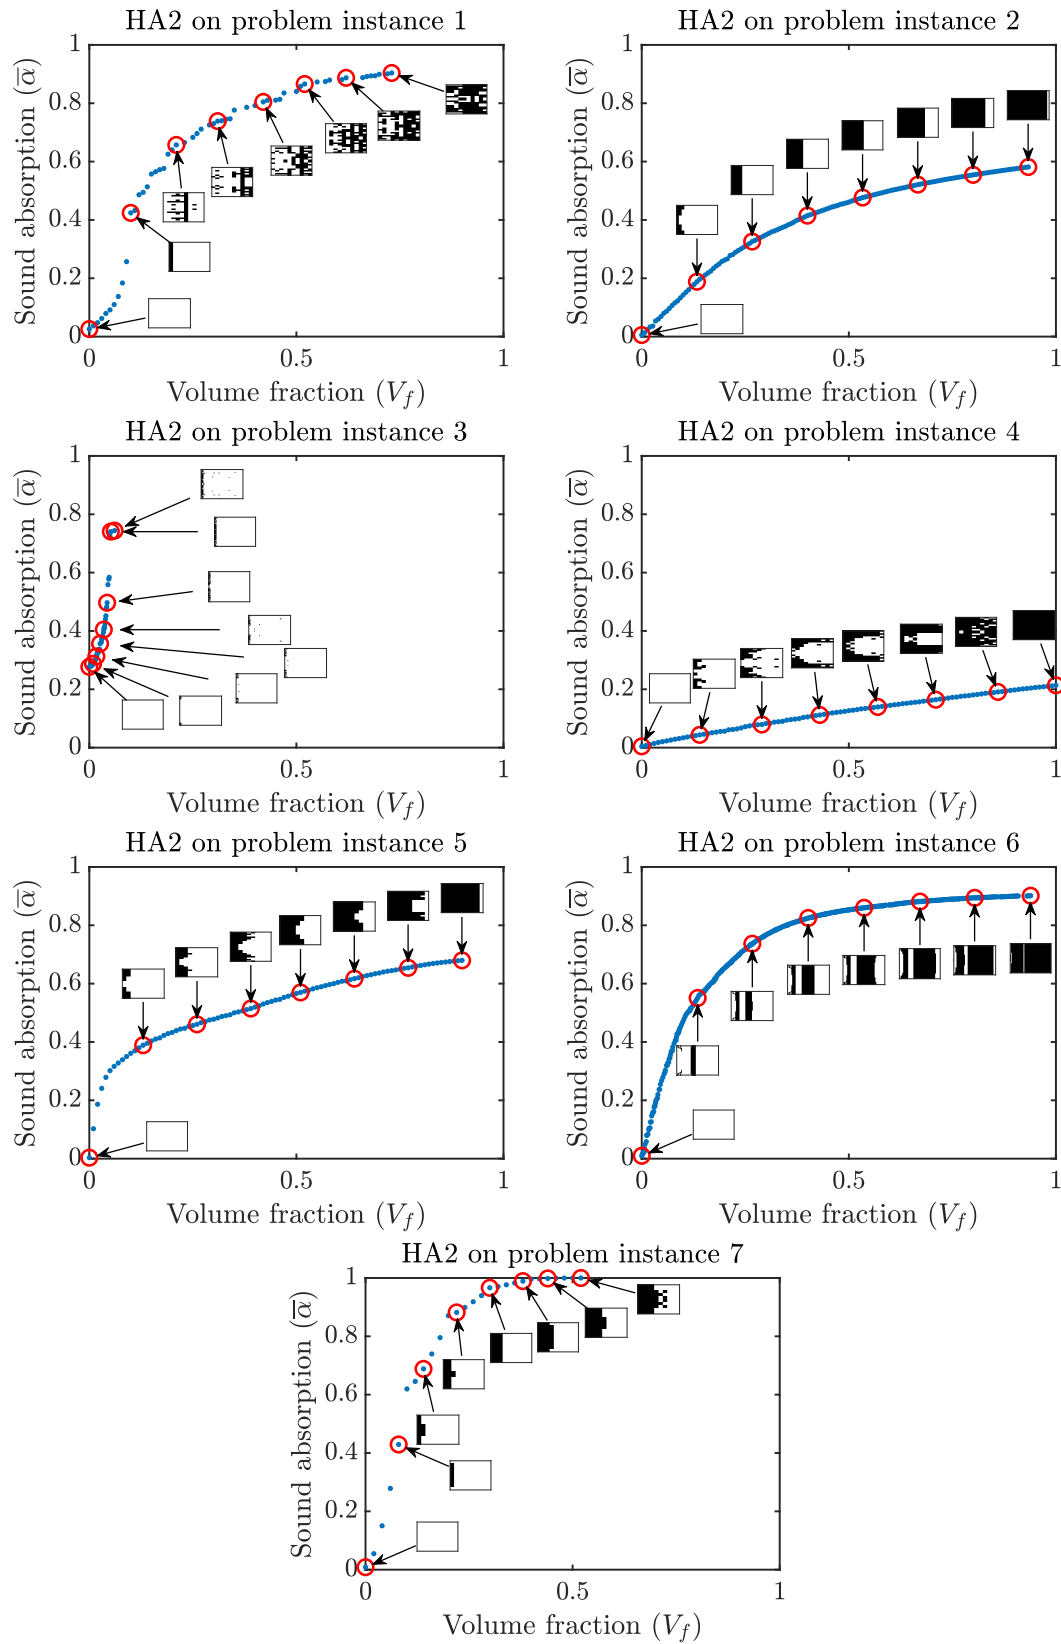 HA2 on problem instance 1
1
0.8
0.6
0.4
0.2
0
Sound absorption (α̅)
0 0.5 1
Volume fraction (V_f)
HA2 on problem instance 2
1
0.8
0.6
0.4
0.2
0
Sound absorption (α̅)
0 0.5 1
Volume fraction (V_f)
HA2 on problem instance 3
1
0.8
0.6
0.4
0.2
0
Sound absorption (α̅)
0 0.5 1
Volume fraction (V_f)
HA2 on problem instance 4
1
0.8
0.6
0.4
0.2
0
Sound absorption (α̅)
0 0.5 1
Volume fraction (V_f)
HA2 on problem instance 5
1
0.8
0.6
0.4
0.2
0
Sound absorption (α̅)
0 0.5 1
Volume fraction (V_f)
HA2 on problem instance 6
1
0.8
0.6
0.4
0.2
0
Sound absorption (α̅)
0 0.5 1
Volume fraction (V_f)
HA2 on problem instance 7
1
0.8
0.6
0.4
0.2
0
Sound absorption (α̅)
0 0.5 1
Volume fraction (V_f)